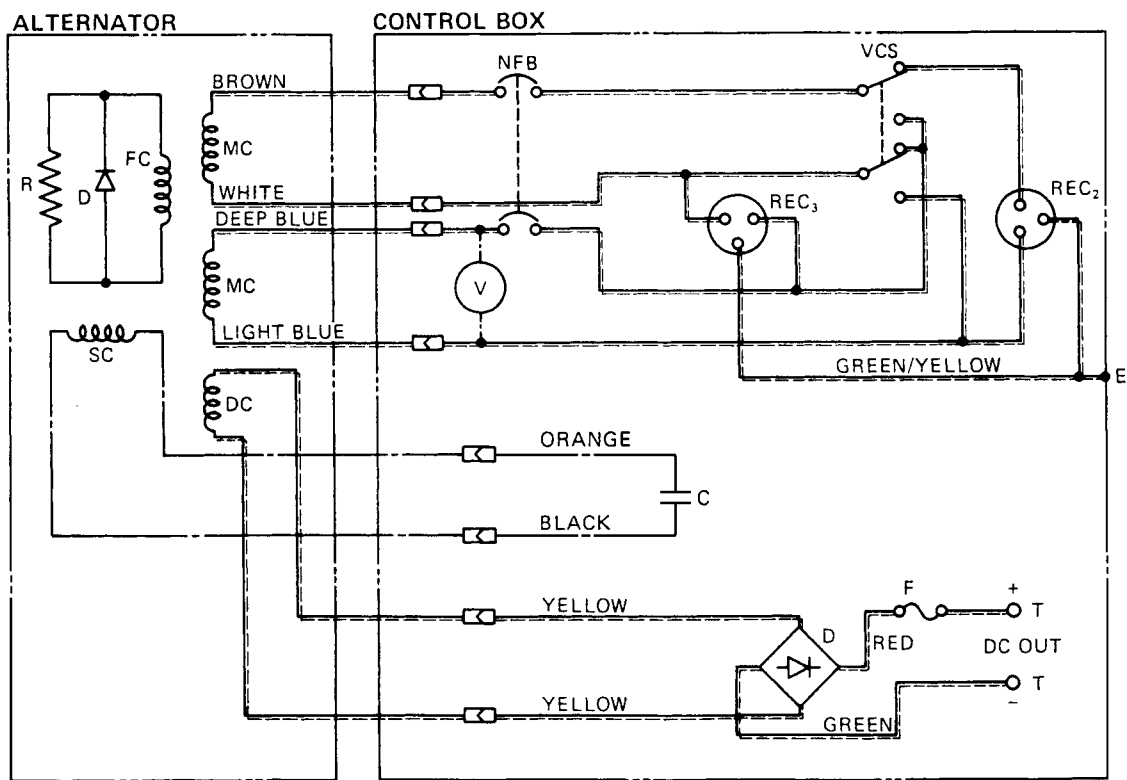 ALTERNATOR
CONTROL BOX
NFB
VCS
BROWN
MC
FC
R
D
WHITE
REC3
REC2
DEEP BLUE
MC
V
LIGHT BLUE
SC
GREEN/YELLOW
E
DC
ORANGE
C
BLACK
YELLOW
F
+
T
D
RED
DC OUT
YELLOW
T
GREEN
−